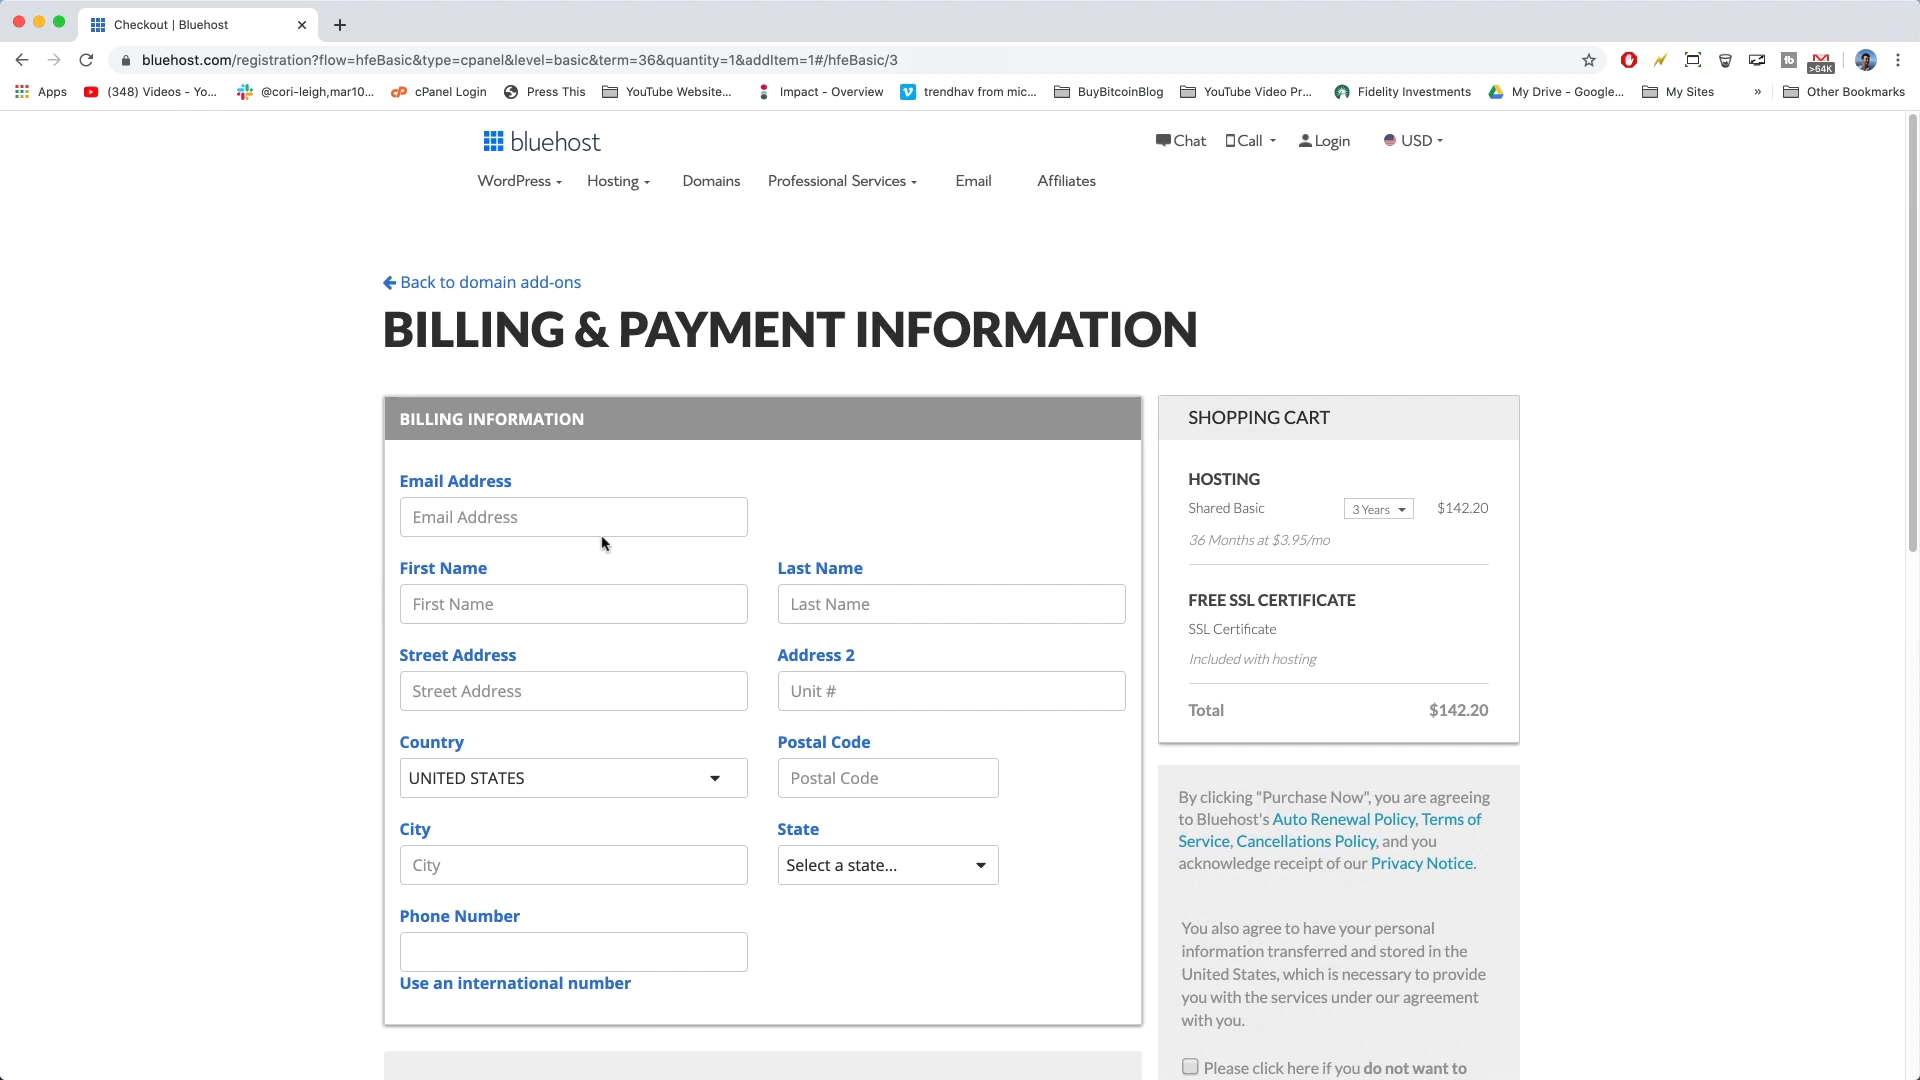 Checkout | Bluehost
bluehost.com/registration?flow=hfeBasic&type=cpanel&level=basic&term=36&quantity=1&addItem=1#/hfeBasic/3
>64K
Apps
(348) Videos - Yo...
@cori-leigh,mar10...
cPanel Login
Press This
YouTube Website...
Impact - Overview
trendhav from mic...
BuyBitcoinBlog
YouTube Video Pr...
Fidelity Investments
My Drive - Google...
My Sites
»
Other Bookmarks
bluehost
Chat
Call
Login
USD
WordPress
Hosting
Domains
Professional Services
Email
Affiliates
Back to domain add-ons
BILLING & PAYMENT INFORMATION
BILLING INFORMATION
Email Address
Email Address
First Name
Last Name
First Name
Last Name
Street Address
Address 2
Street Address
Unit #
Country
Postal Code
UNITED STATES
Postal Code
City
State
City
Select a state...
Phone Number
Use an international number
SHOPPING CART
HOSTING
Shared Basic 3 Years $142.20
36 Months at $3.95/mo
FREE SSL CERTIFICATE
SSL Certificate
Included with hosting
Total $142.20
By clicking "Purchase Now", you are agreeing
to Bluehost's Auto Renewal Policy, Terms of
Service, Cancellations Policy, and you
acknowledge receipt of our Privacy Notice.
You also agree to have your personal
information transferred and stored in the
United States, which is necessary to provide
you with the services under our agreement
with you.
Please click here if you do not want to